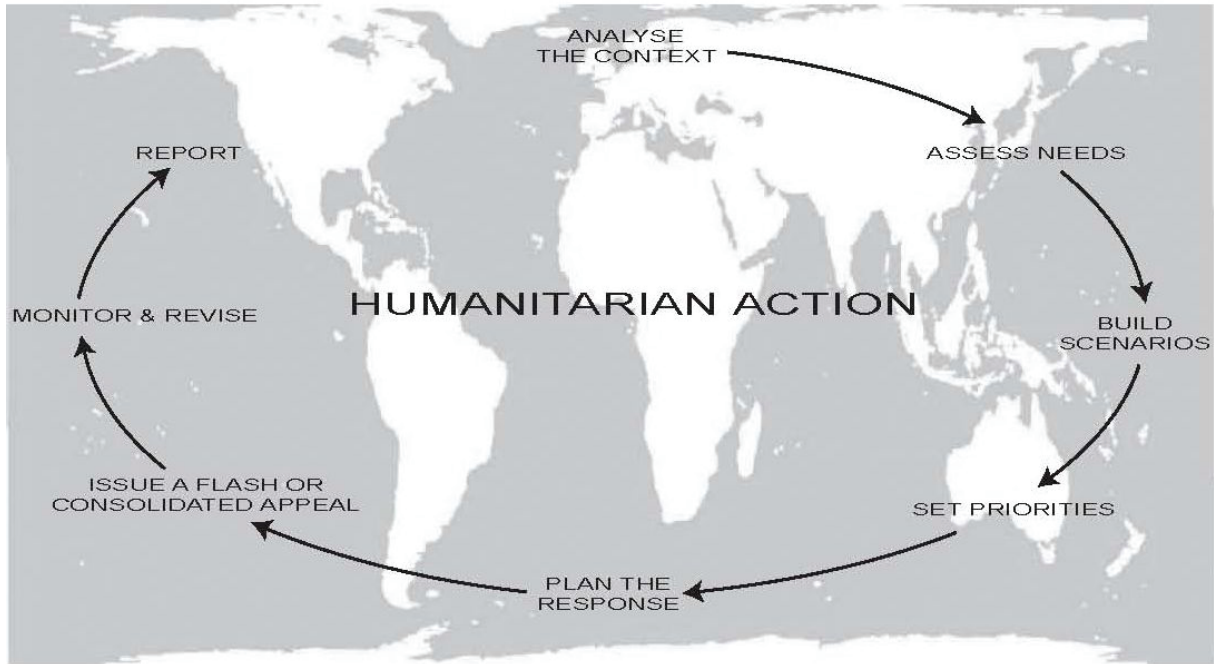 ANALYSE
THE CONTEXT
ASSESS NEEDS
BUILD
SCENARIOS
SET PRIORITIES
PLAN THE
RESPONSE
ISSUE A FLASH OR
CONSOLIDATED APPEAL
MONITOR & REVISE
REPORT
HUMANITARIAN ACTION